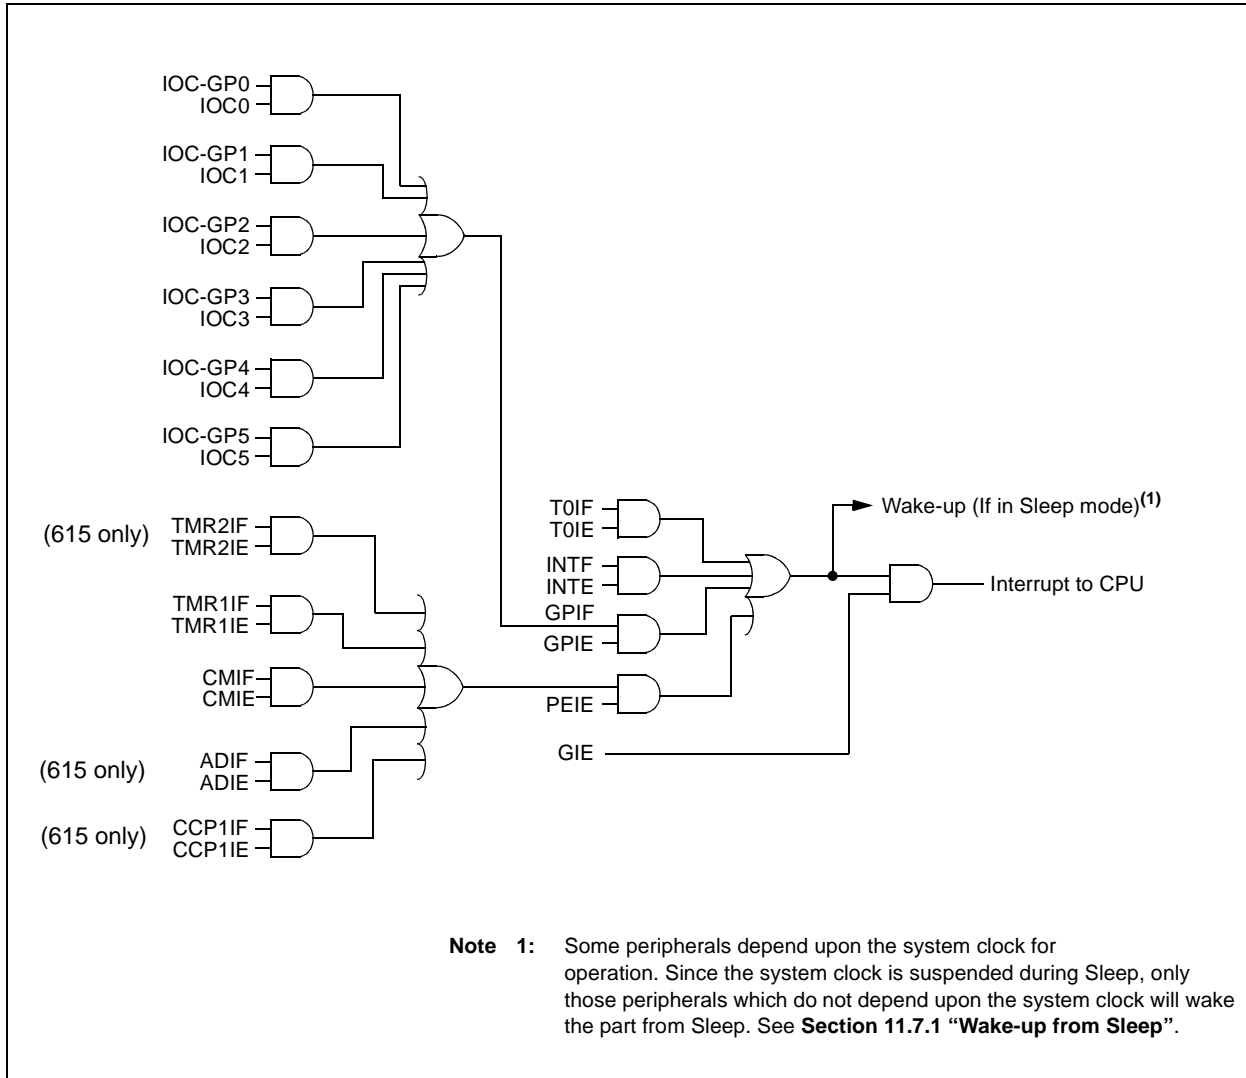 IOC-GP0
IOC0
IOC-GP1
IOC1
IOC-GP2
IOC2
IOC-GP3
IOC3
IOC-GP4
IOC4
IOC-GP5
IOC5
(615 only)
TMR2IF
TMR2IE
TMR1IF
TMR1IE
CMIF
CMIE
(615 only)
ADIF
ADIE
(615 only)
CCP1IF
CCP1IE
T0IF
T0IE
INTF
INTE
GPIF
GPIE
PEIE
GIE
Wake-up (If in Sleep mode)(1)
Interrupt to CPU
Note 1: Some peripherals depend upon the system clock for
operation. Since the system clock is suspended during Sleep, only
those peripherals which do not depend upon the system clock will wake
the part from Sleep. See Section 11.7.1 “Wake-up from Sleep”.